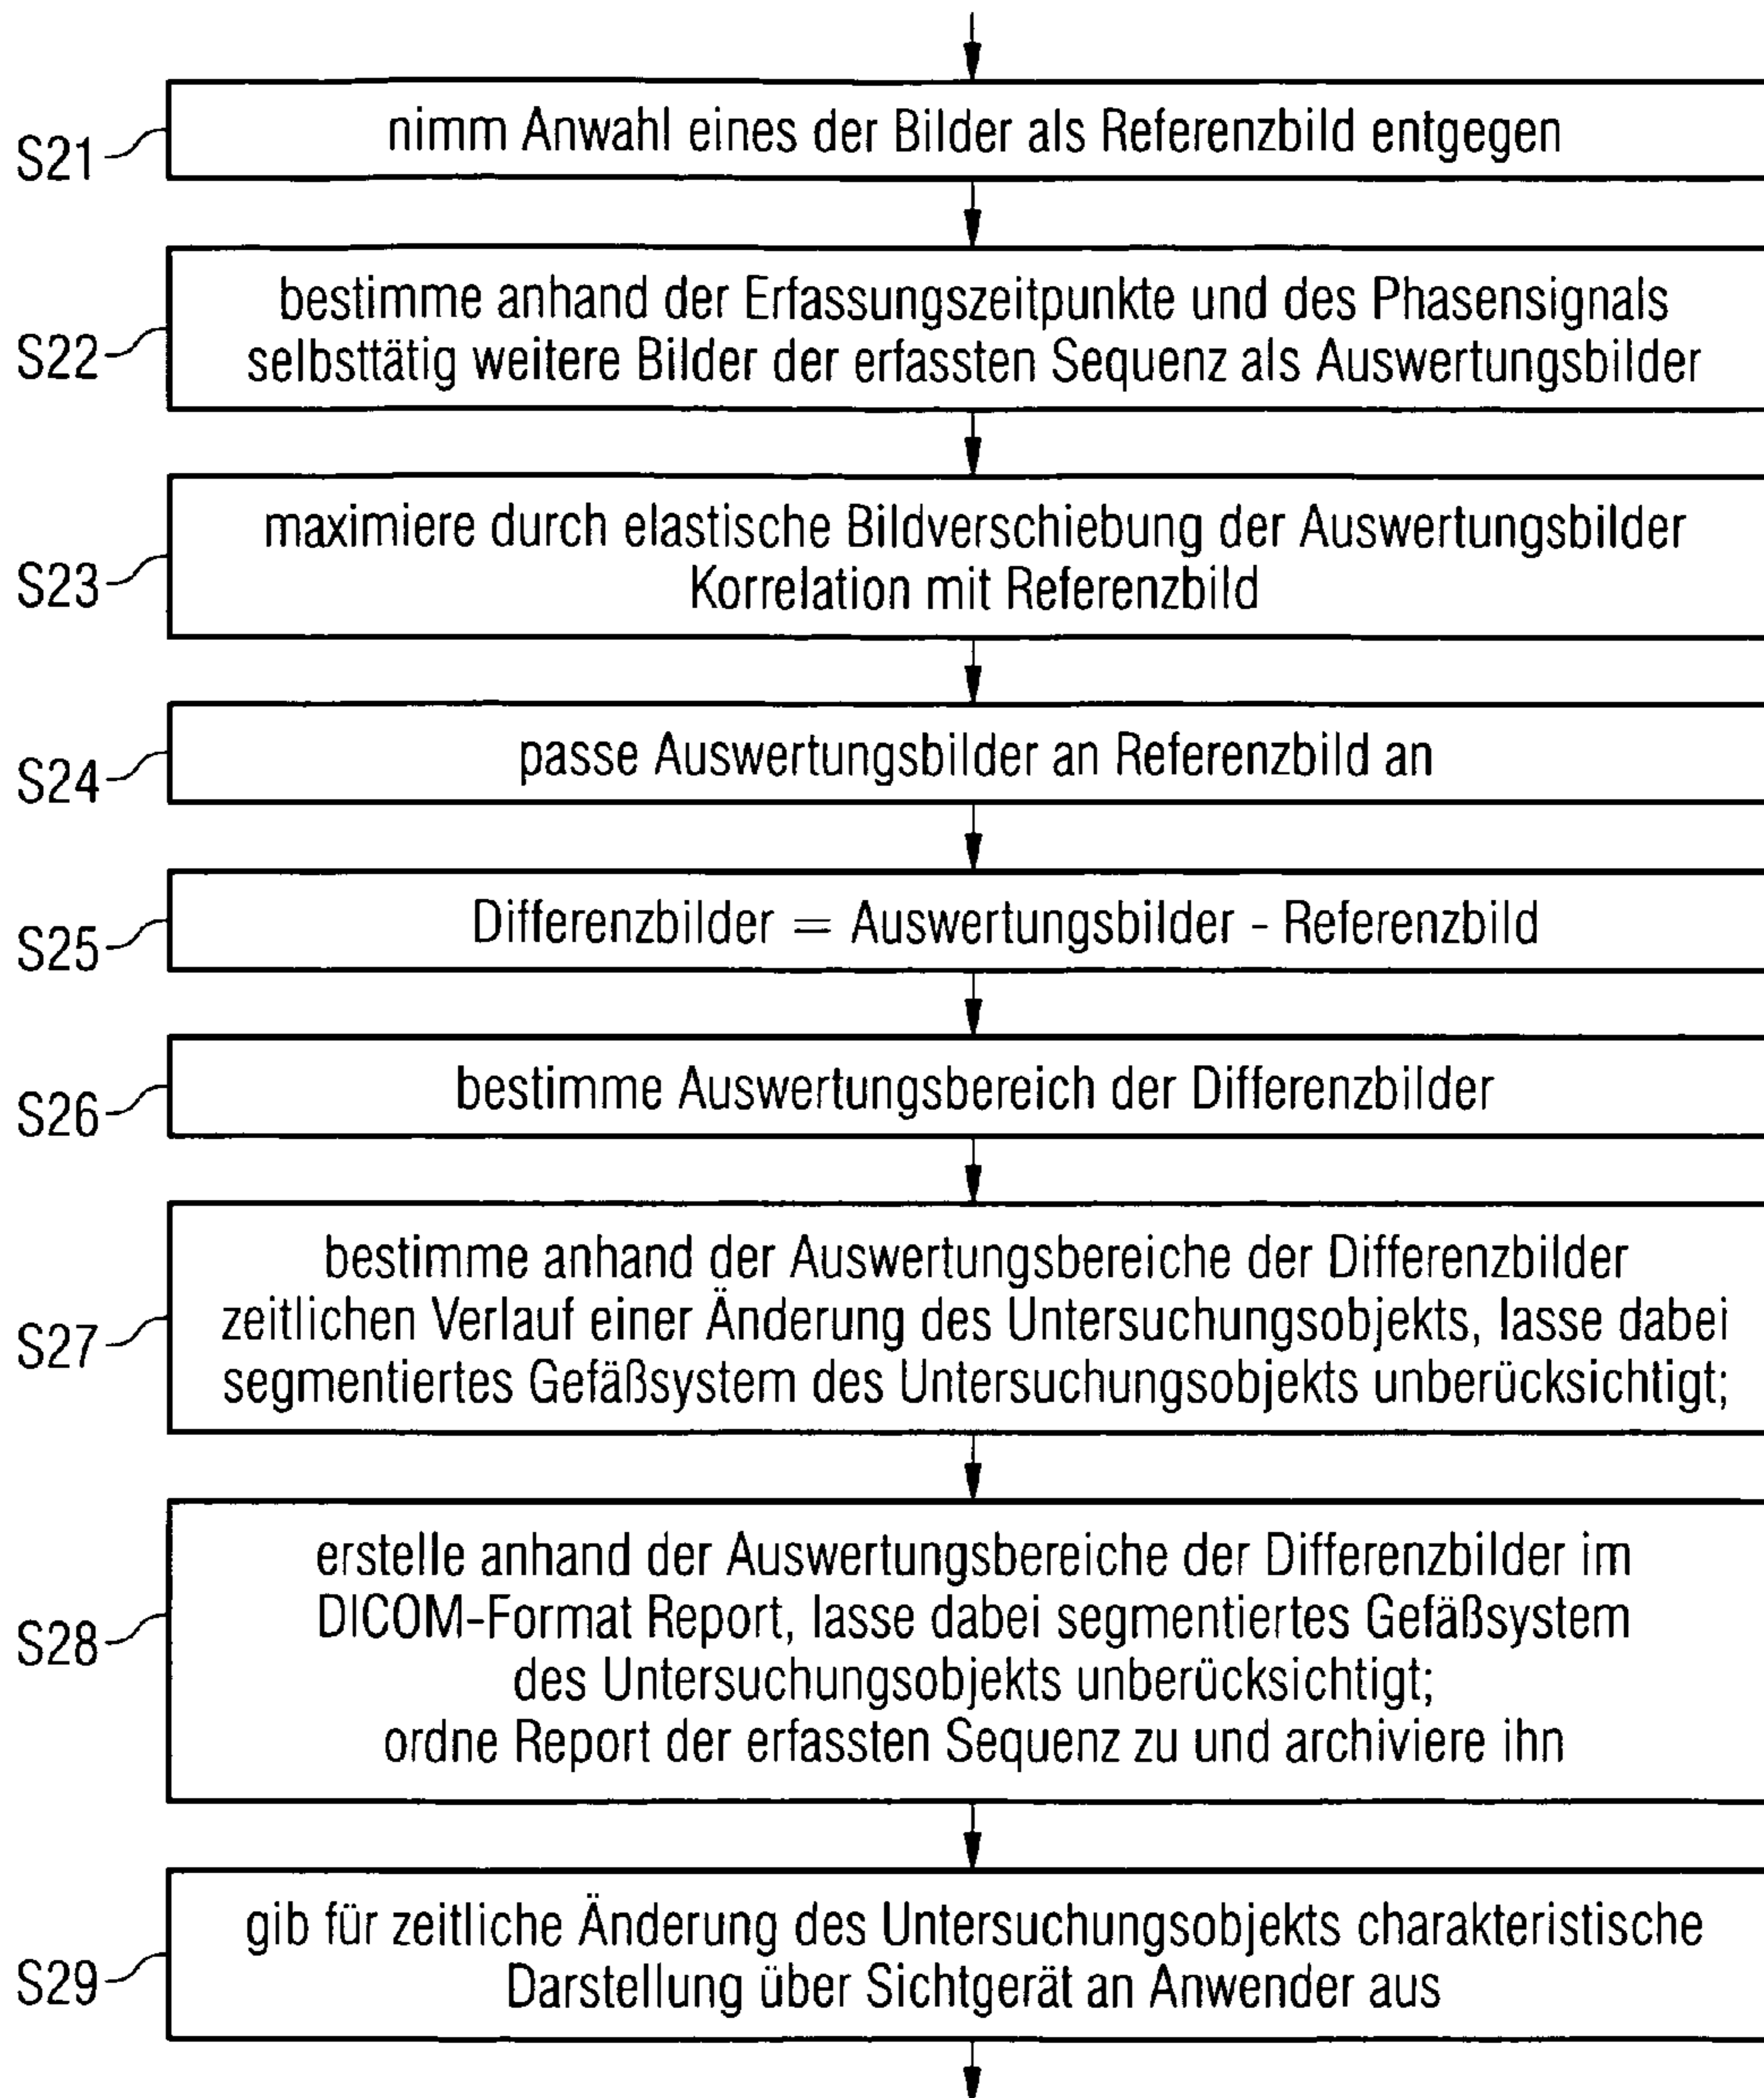 S21
nimm Anwahl eines der Bilder als Referenzbild entgegen
S22
bestimme anhand der Erfassungszeitpunkte und des Phasensignals
selbsttätig weitere Bilder der erfassten Sequenz als Auswertungsbilder
S23
maximiere durch elastische Bildverschiebung der Auswertungsbilder
Korrelation mit Referenzbild
S24
passe Auswertungsbilder an Referenzbild an
S25
Differenzbilder = Auswertungsbilder - Referenzbild
S26
bestimme Auswertungsbereich der Differenzbilder
S27
bestimme anhand der Auswertungsbereiche der Differenzbilder
zeitlichen Verlauf einer Änderung des Untersuchungsobjekts, lasse dabei
segmentiertes Gefäßsystem des Untersuchungsobjekts unberücksichtigt;
S28
erstelle anhand der Auswertungsbereiche der Differenzbilder im
DICOM-Format Report, lasse dabei segmentiertes Gefäßsystem
des Untersuchungsobjekts unberücksichtigt;
ordne Report der erfassten Sequenz zu und archiviere ihn
S29
gib für zeitliche Änderung des Untersuchungsobjekts charakteristische
Darstellung über Sichtgerät an Anwender aus